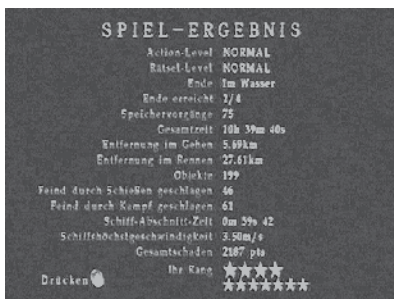 SPIEL-ERGEBNIS
Action-Level NORMAL
Rätsel-Level NORMAL
Ende Im Wasser
Ende erreicht 1/4
Speichervorgänge 75
Gesamtzeit 10h 39m 40s
Entfernung im Gehen 5.69km
Entfernung im Rennen 27.61km
Objekte 199
Feind durch Schießen geschlagen 46
Feind durch Kampf geschlagen 61
Schiff-Abschnitt-Zeit 0m 59s 42
Schiffshöchstgeschwindigkeit 3.50m/s
Gesamtschaden 2187 pts
Ihr Rang
Drücken